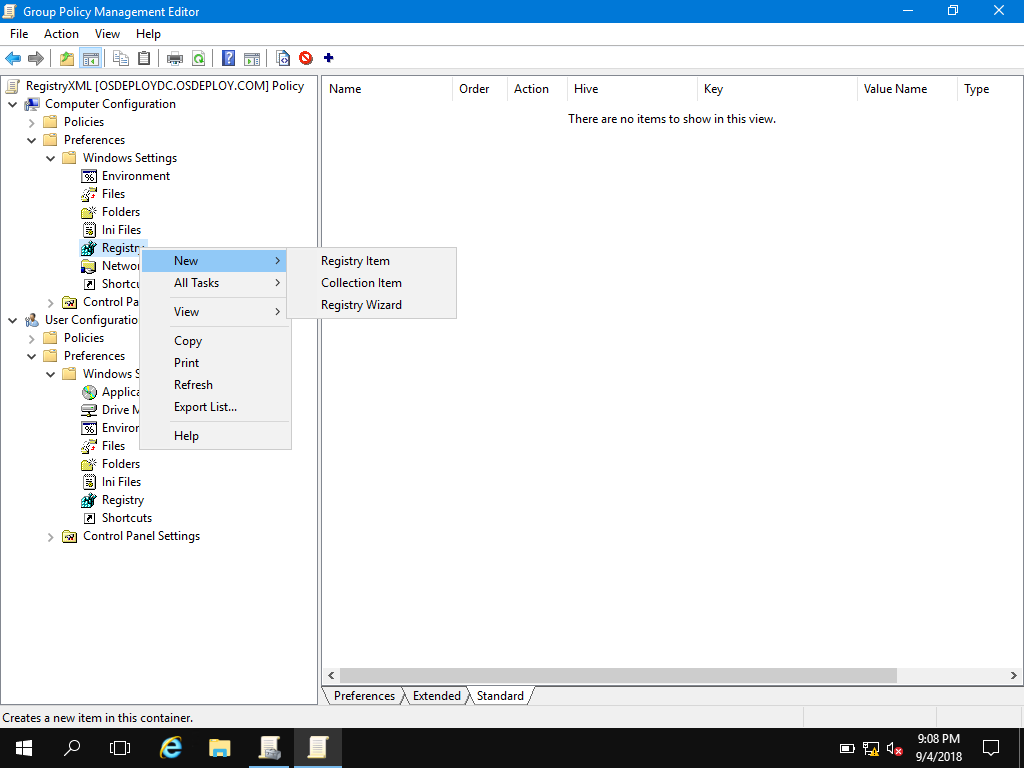 Group Policy Management Editor
File Action View Help
RegistryXML [OSDEPLOYDC.OSDEPLOY.COM] Policy
Computer Configuration
Policies
Preferences
Windows Settings
Environment
Files
Folders
Ini Files
Registry
Networ
Shortcu
Control Pa
User Configuratio
Policies
Preferences
Windows S
Applica
Drive M
Enviror
Files
Folders
Ini Files
Registry
Shortcuts
Control Panel Settings
New
All Tasks
View
Copy
Print
Refresh
Export List...
Help
Registry Item
Collection Item
Registry Wizard
Name Order Action Hive Key Value Name Type
There are no items to show in this view.
Preferences Extended Standard
Creates a new item in this container.
9:08 PM
9/4/2018